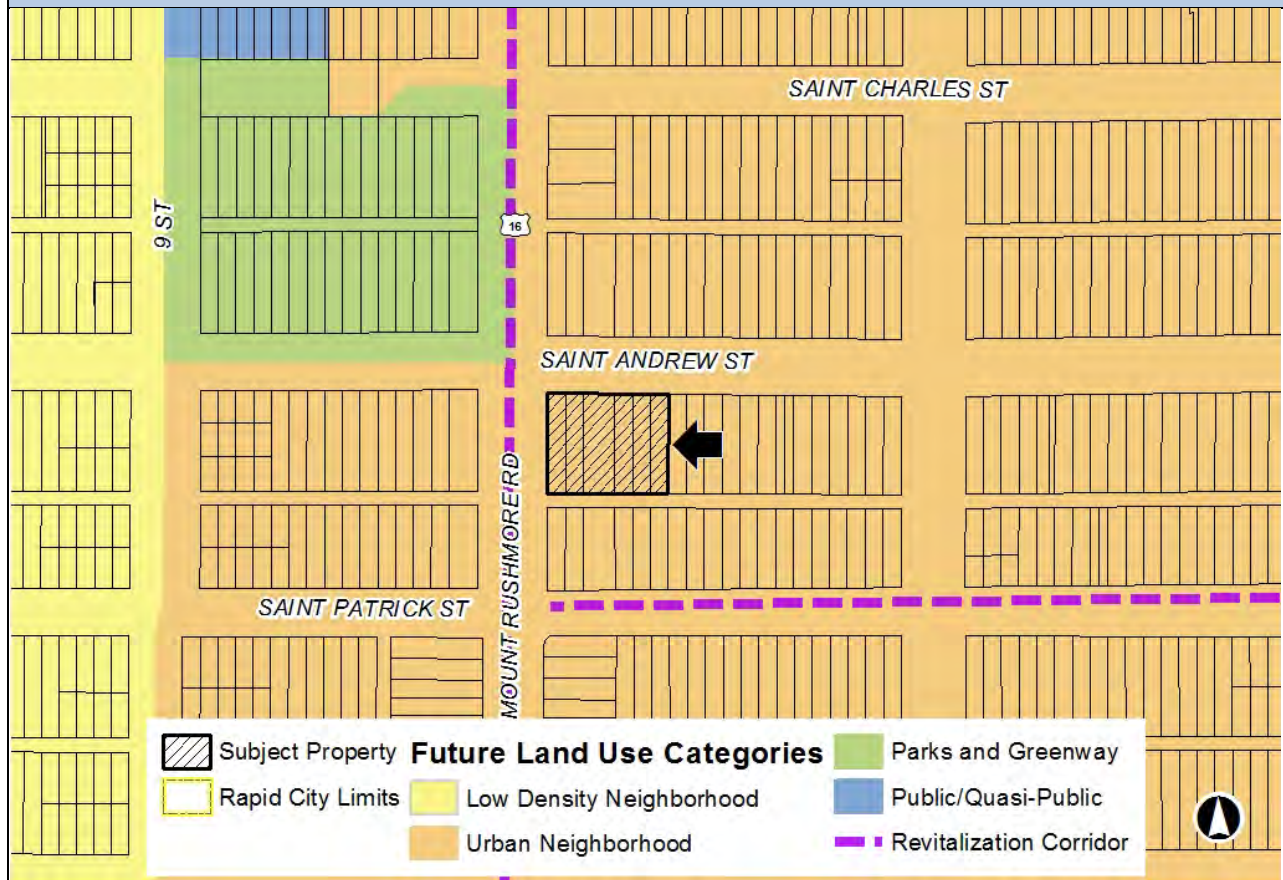 SAINT CHARLES ST
9 ST
16
SAINT ANDREW ST
MOUNT RUSHMORE RD
SAINT PATRICK ST
Subject Property
Rapid City Limits
Future Land Use Categories
Low Density Neighborhood
Urban Neighborhood
Parks and Greenway
Public/Quasi-Public
Revitalization Corridor